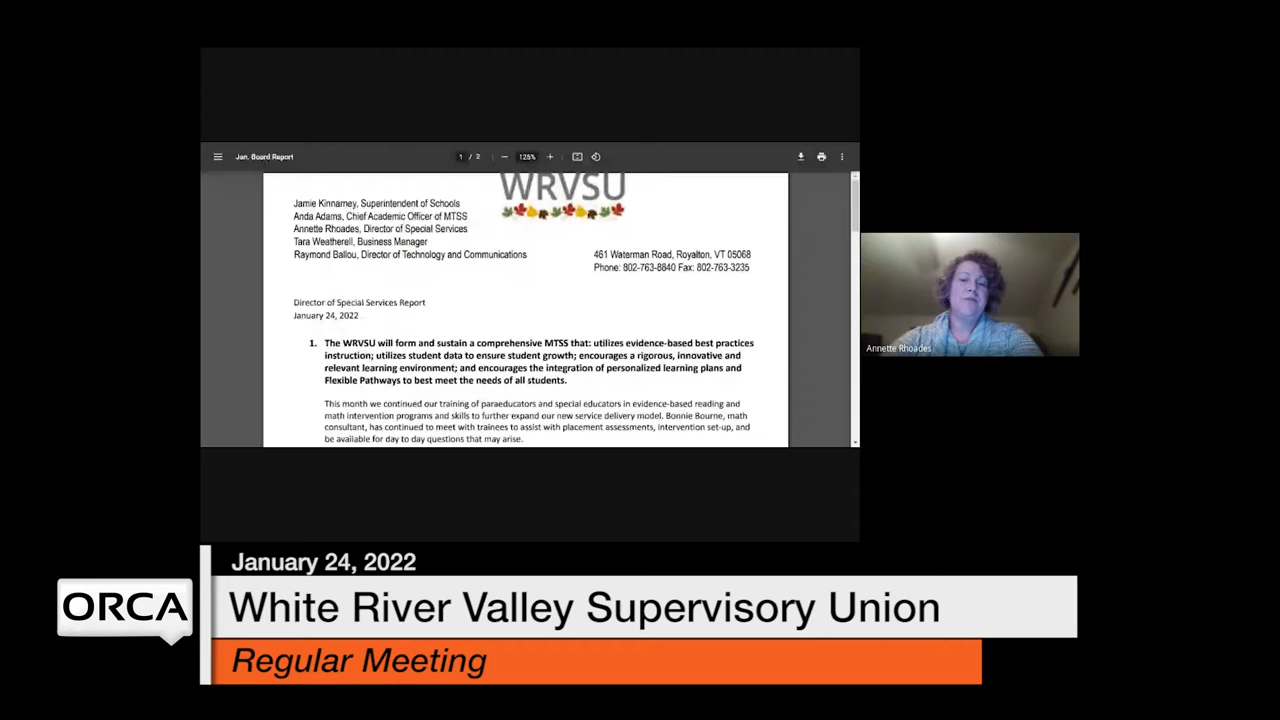 Jan. Board Report
1 / 2
125%
WRVSU
Jamie Kinnarney, Superintendent of Schools
Anda Adams, Chief Academic Officer of MTSS
Annette Rhoades, Director of Special Services
Tara Weatherell, Business Manager
Raymond Ballou, Director of Technology and Communications
461 Waterman Road, Royalton, VT 05068
Phone: 802-763-8840 Fax: 802-763-3235
Director of Special Services Report
January 24, 2022
1. The WRVSU will form and sustain a comprehensive MTSS that: utilizes evidence-based best practices
instruction; utilizes student data to ensure student growth; encourages a rigorous, innovative and
relevant learning environment; and encourages the integration of personalized learning plans and
Flexible Pathways to best meet the needs of all students.
This month we continued our training of paraeducators and special educators in evidence-based reading and
math intervention programs and skills to further expand our new service delivery model. Bonnie Bourne, math
consultant, has continued to meet with trainees to assist with placement assessments, intervention set-up, and
be available for day to day questions that may arise.
Annette Rhoades
January 24, 2022
ORCA
White River Valley Supervisory Union
Regular Meeting